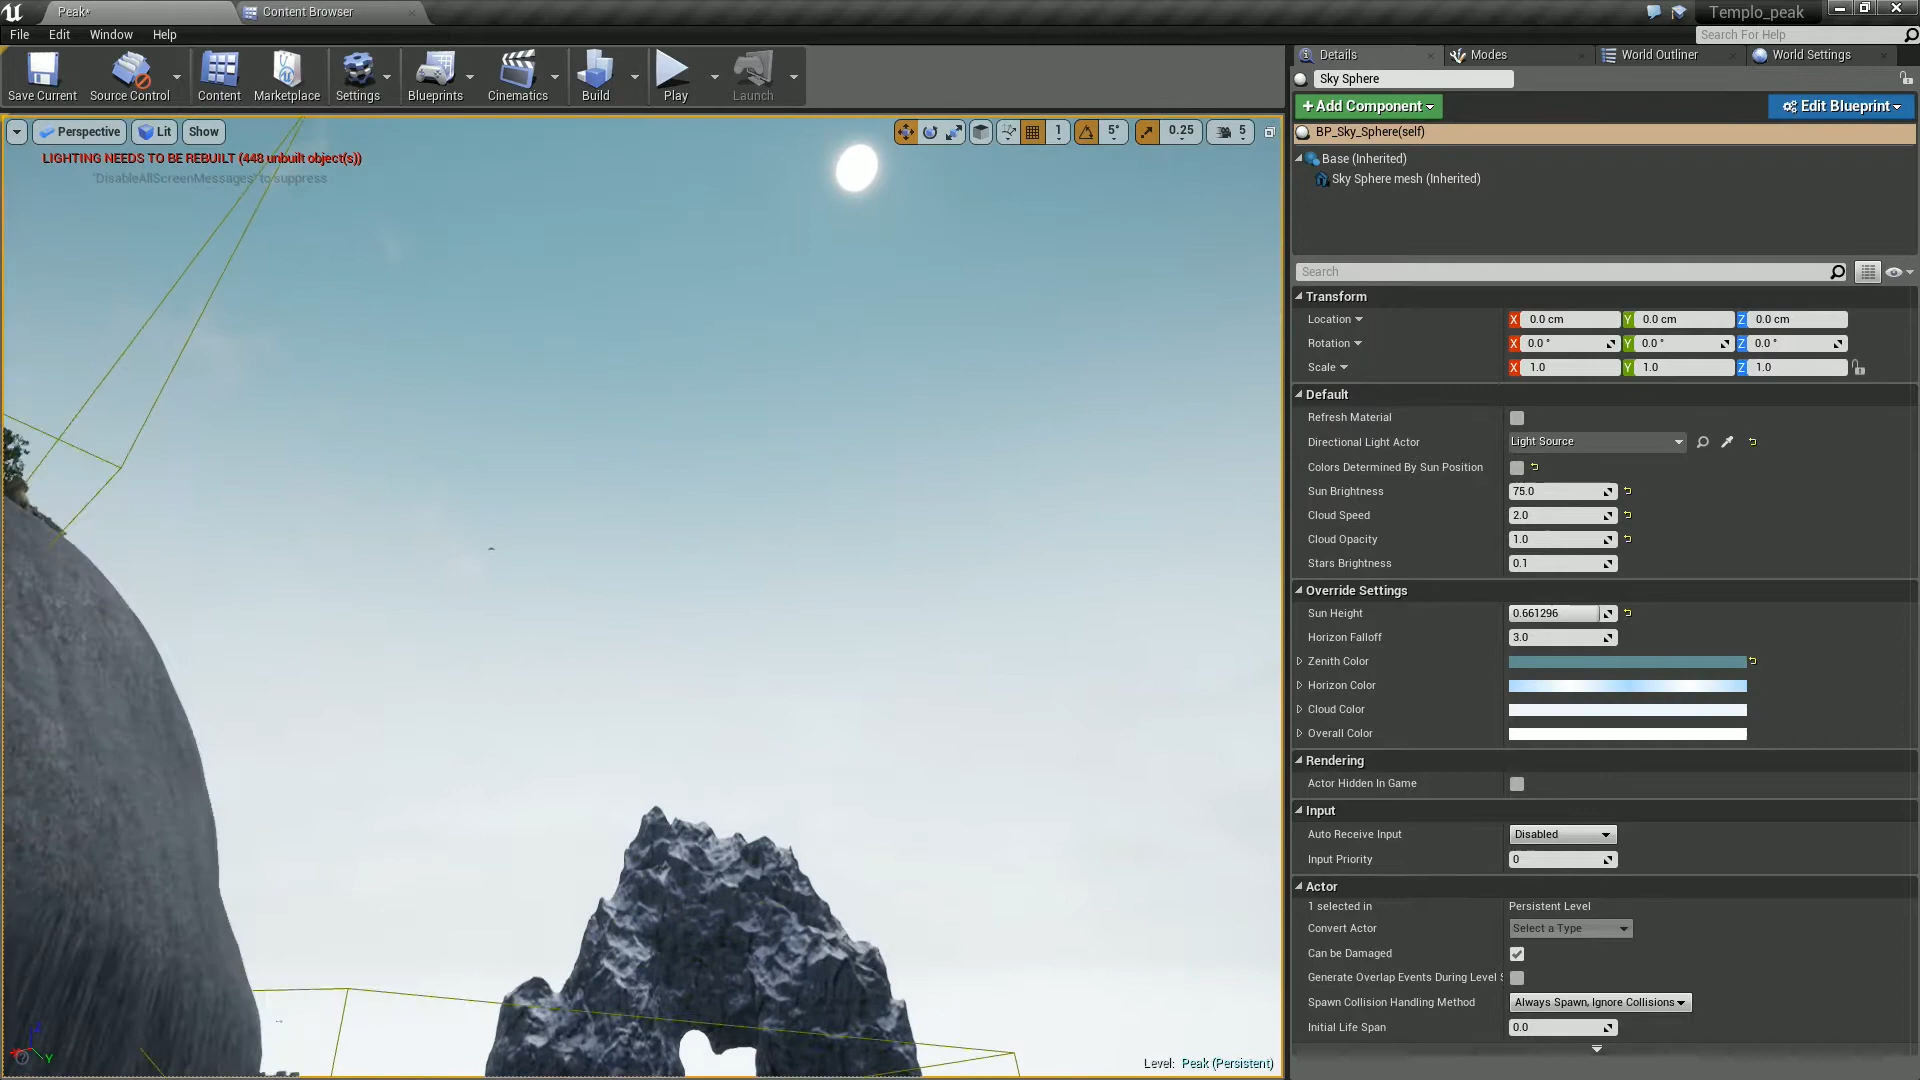 Peak*
Content Browser
Templo_peak
File Edit Window Help
Search For Help
Save Current
Source Control
Content
Marketplace
Settings
Blueprints
Cinematics
Build
Play
Launch
Perspective
Lit
Show
1
5°
0.25
5
LIGHTING NEEDS TO BE REBUILT (448 unbuilt object(s))
'DisableAllScreenMessages' to suppress
Level: Peak (Persistent)
Details
Modes
World Outliner
World Settings
Sky Sphere
+Add Component
Edit Blueprint
BP_Sky_Sphere(self)
Base (Inherited)
Sky Sphere mesh (Inherited)
Search
Transform
Location X 0.0 cm Y 0.0 cm Z 0.0 cm
Rotation X 0.0 ° Y 0.0 ° Z 0.0 °
Scale X 1.0 Y 1.0 Z 1.0
Default
Refresh Material
Directional Light Actor Light Source
Colors Determined By Sun Position
Sun Brightness 75.0
Cloud Speed 2.0
Cloud Opacity 1.0
Stars Brightness 0.1
Override Settings
Sun Height 0.661296
Horizon Falloff 3.0
Zenith Color
Horizon Color
Cloud Color
Overall Color
Rendering
Actor Hidden In Game
Input
Auto Receive Input Disabled
Input Priority 0
Actor
1 selected in Persistent Level
Convert Actor Select a Type
Can be Damaged
Generate Overlap Events During Level S
Spawn Collision Handling Method Always Spawn, Ignore Collisions
Initial Life Span 0.0